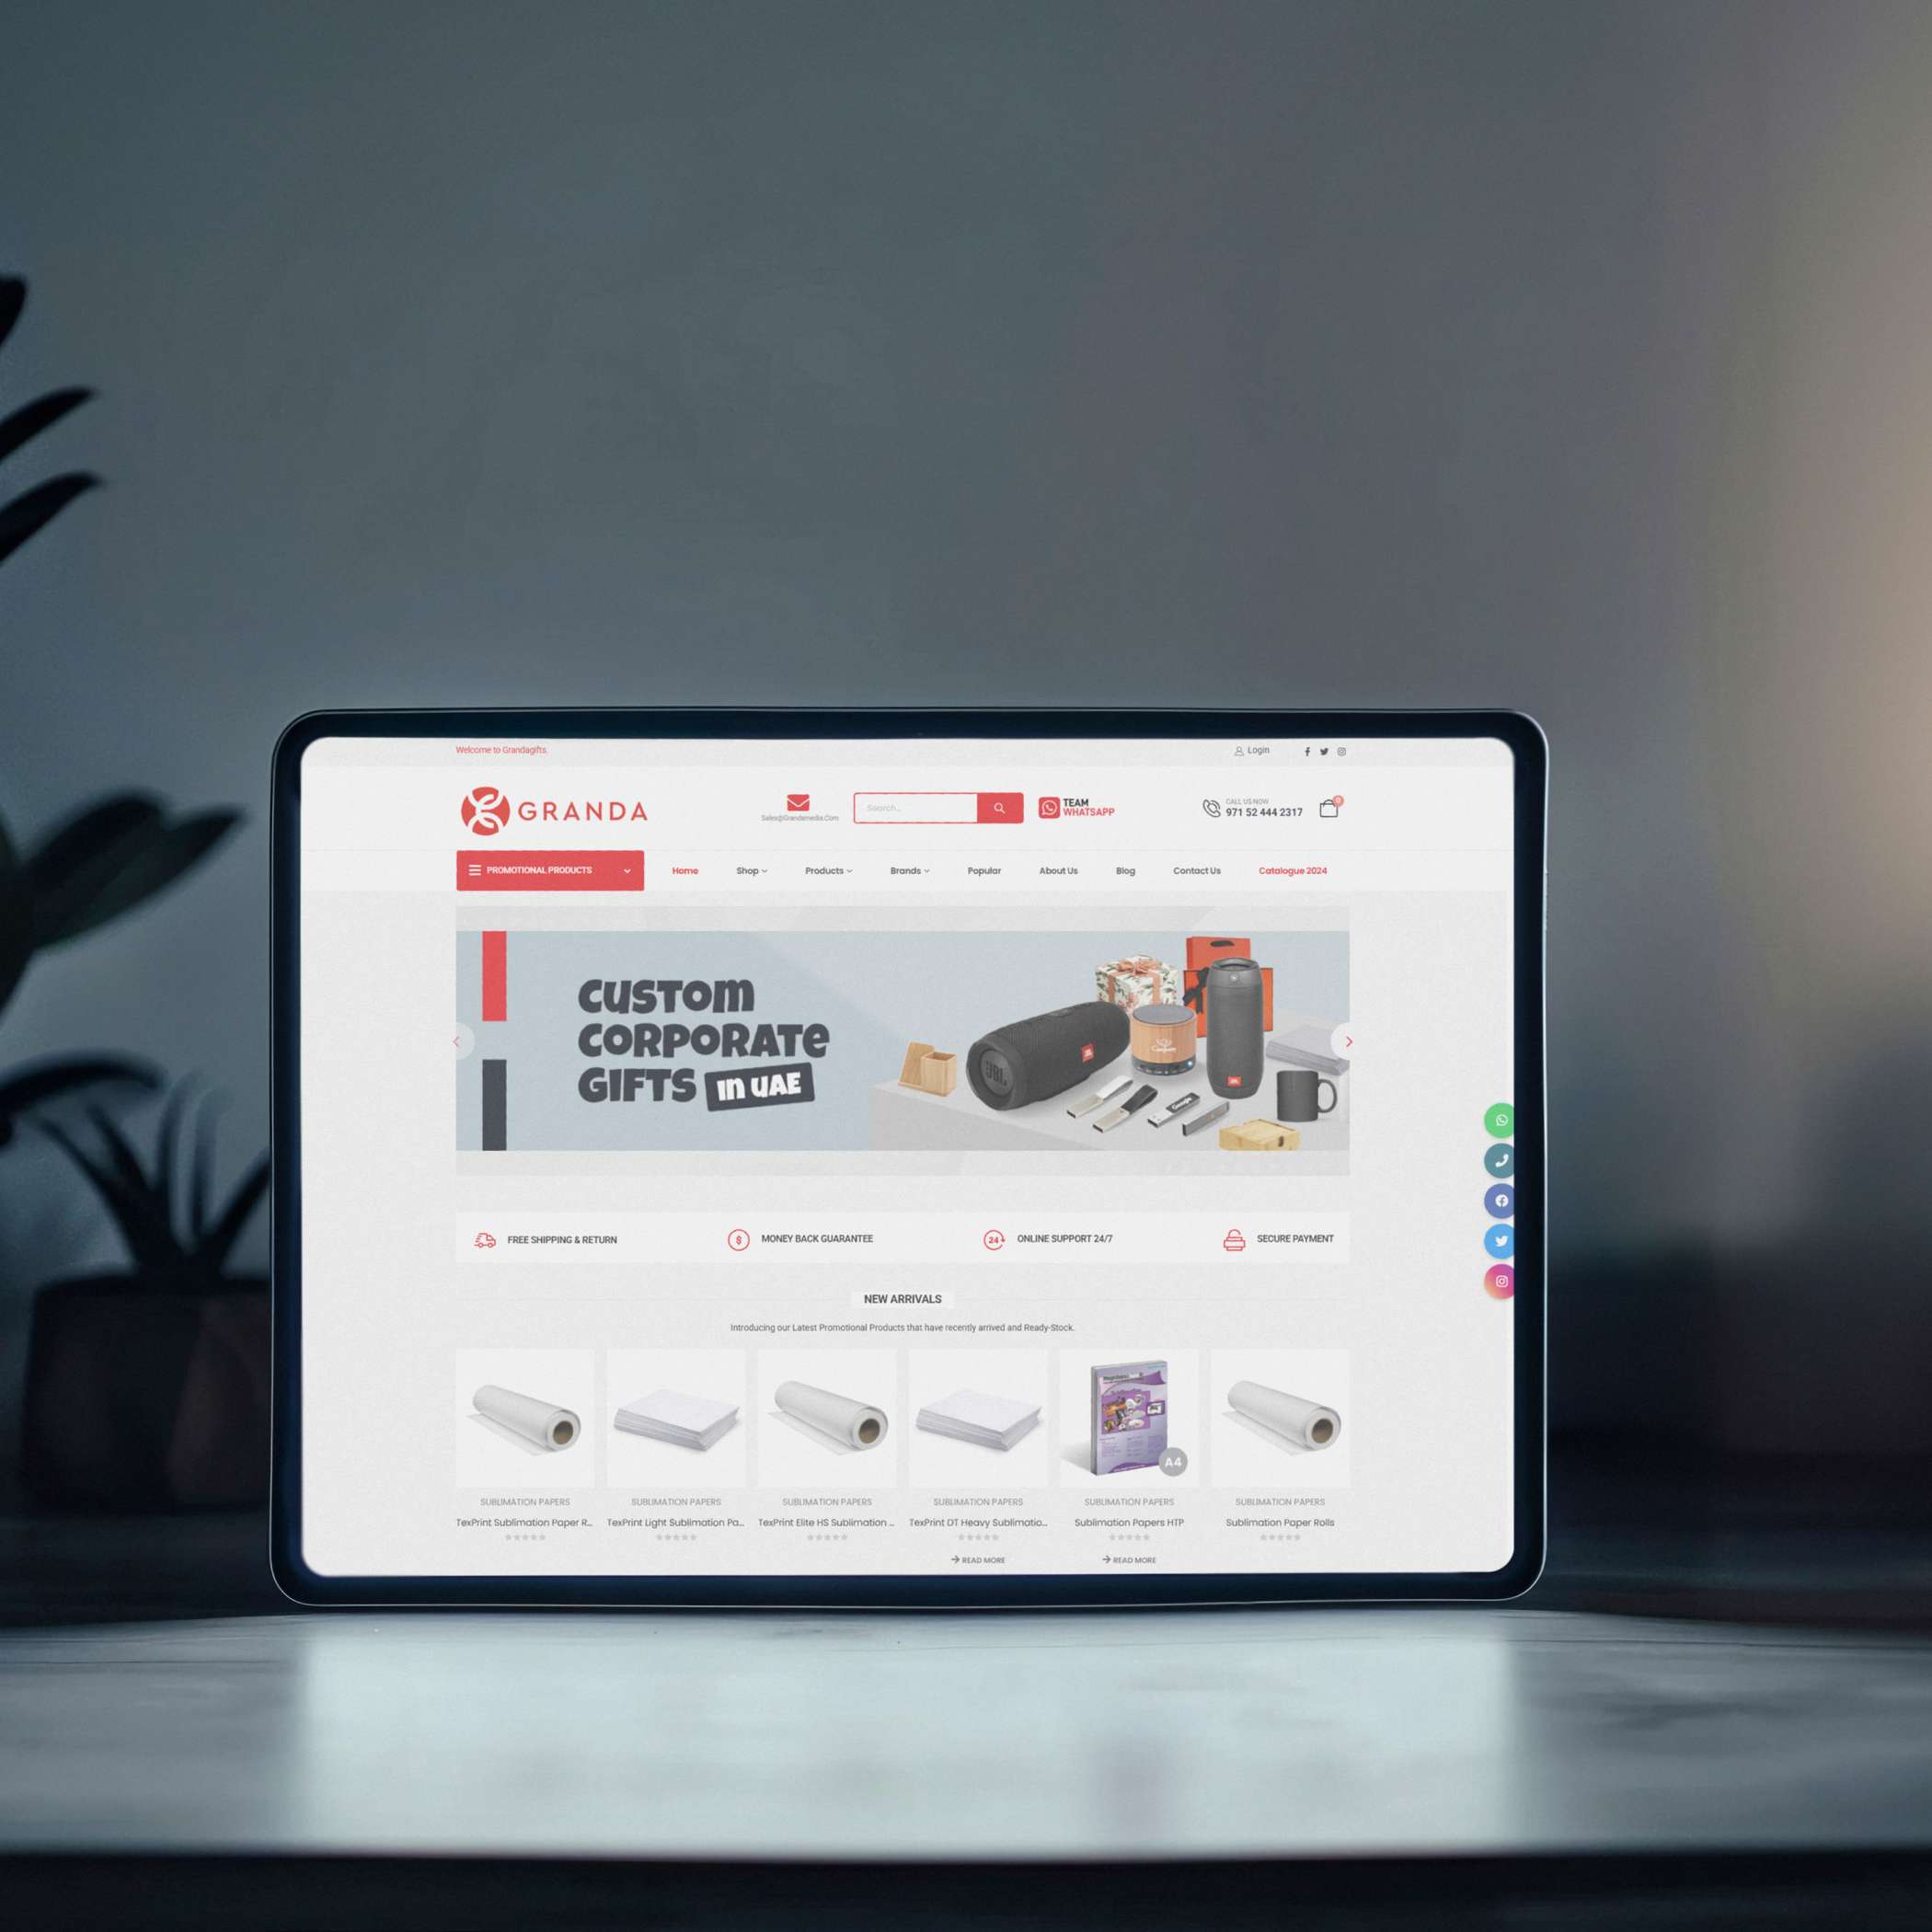 Welcome to Grandagifts.
Login
GRANDA
Sales@Grandamedia.Com
Search...
TEAM
WHATSAPP
CALL US NOW
971 52 444 2317
0
PROMOTIONAL PRODUCTS
Home
Shop
Products
Brands
Popular
About Us
Blog
Contact Us
Catalogue 2024
CUSTOM
CORPORATE
GIFTS IN UAE
JBL
Company
Google
FREE SHIPPING & RETURN
$
MONEY BACK GUARANTEE
24
ONLINE SUPPORT 24/7
SECURE PAYMENT
NEW ARRIVALS
Introducing our Latest Promotional Products that have recently arrived and Ready-Stock.
A4
SUBLIMATION PAPERS
SUBLIMATION PAPERS
SUBLIMATION PAPERS
SUBLIMATION PAPERS
SUBLIMATION PAPERS
SUBLIMATION PAPERS
TexPrint Sublimation Paper R...
TexPrint Light Sublimation Pa...
TexPrint Elite HS Sublimation ...
TexPrint DT Heavy Sublimatio...
Sublimation Papers HTP
Sublimation Paper Rolls
READ MORE
READ MORE